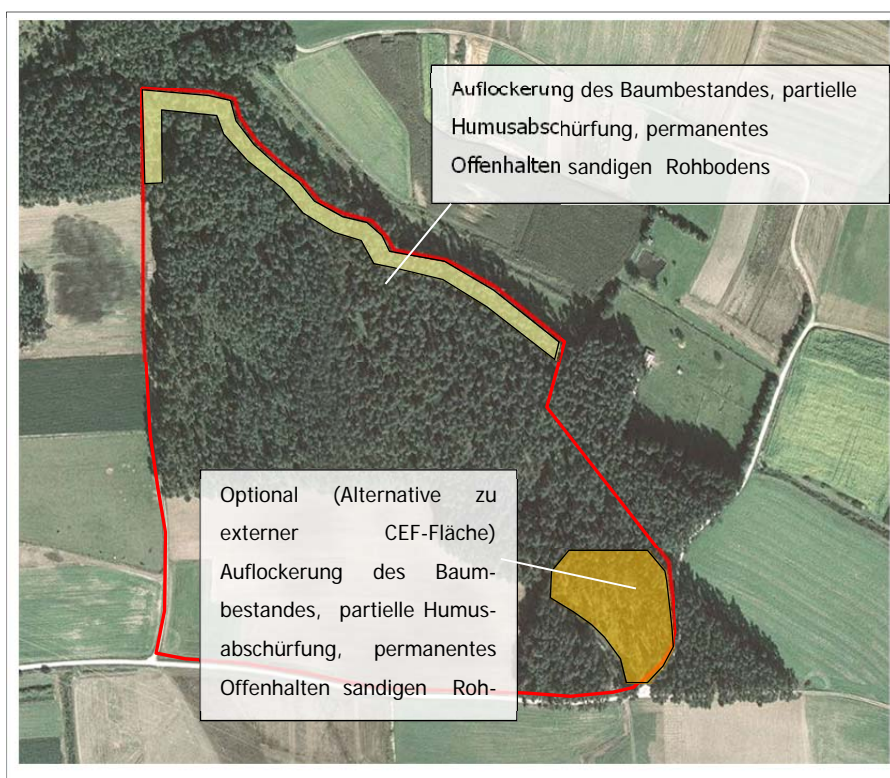 Auflockerung des Baumbestandes, partielle
Humusabschürfung, permanentes
Offenhalten sandigen Rohbodens
Optional (Alternative zu
externer CEF-Fläche)
Auflockerung des Baum-
bestandes, partielle Humus-
abschürfung, permanentes
Offenhalten sandigen Roh-